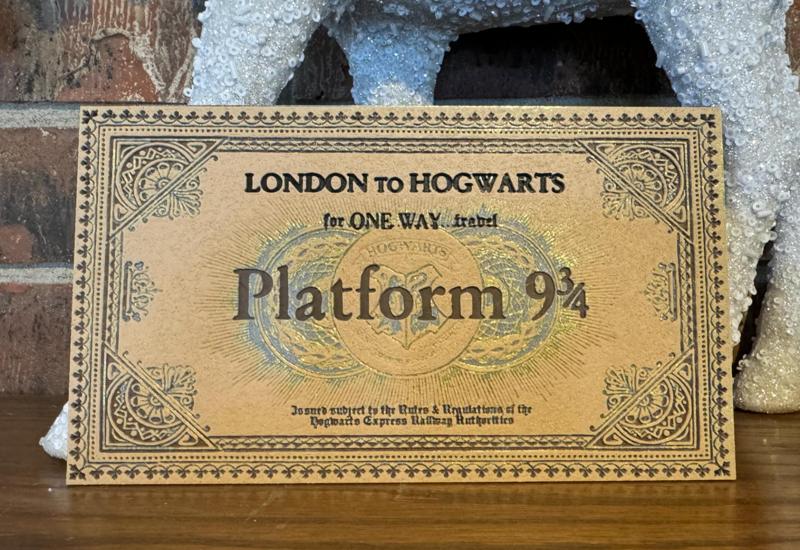 LONDON TO HOGWARTS
for ONE WAY...travel
HOGWARTS
Platform 9¾
Issued subject to the Rules & Regulations of the
Hogwarts Express Railway Authorities